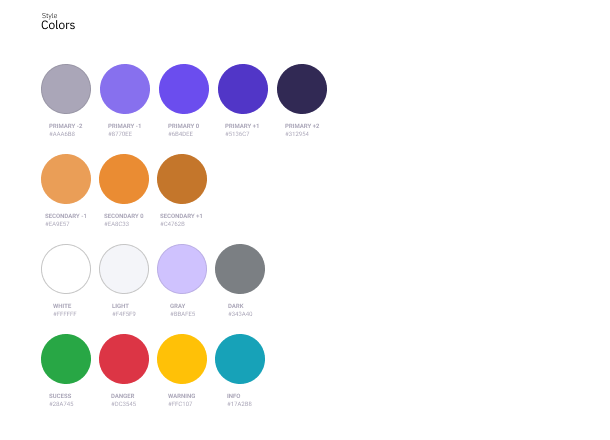 Style
Colors
PRIMARY -2 PRIMARY -1 PRIMARY 0 PRIMARY +1 PRIMARY +2
#AAA6B8 #8770EE #6B4DEE #5136C7 #312954
SECONDARY -1 SECONDARY 0 SECONDARY +1
#EA9E57 #EA8C33 #C4762B
WHITE LIGHT GRAY DARK
#FFFFFF #F4F5F9 #BBAFE5 #343A40
SUCESS DANGER WARNING INFO
#28A745 #DC3545 #FFC107 #17A2B8